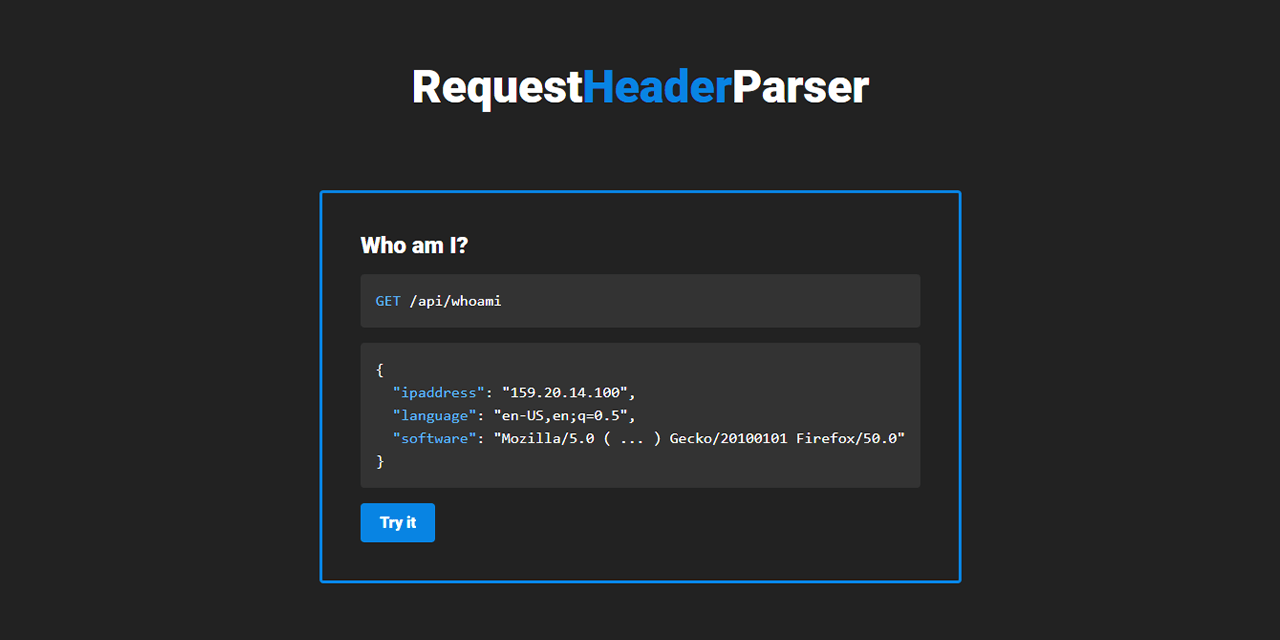 RequestHeaderParser
Who am I?
GET /api/whoami
{
"ipaddress": "159.20.14.100",
"language": "en-US,en;q=0.5",
"software": "Mozilla/5.0 ( ... ) Gecko/20100101 Firefox/50.0"
}
Try it